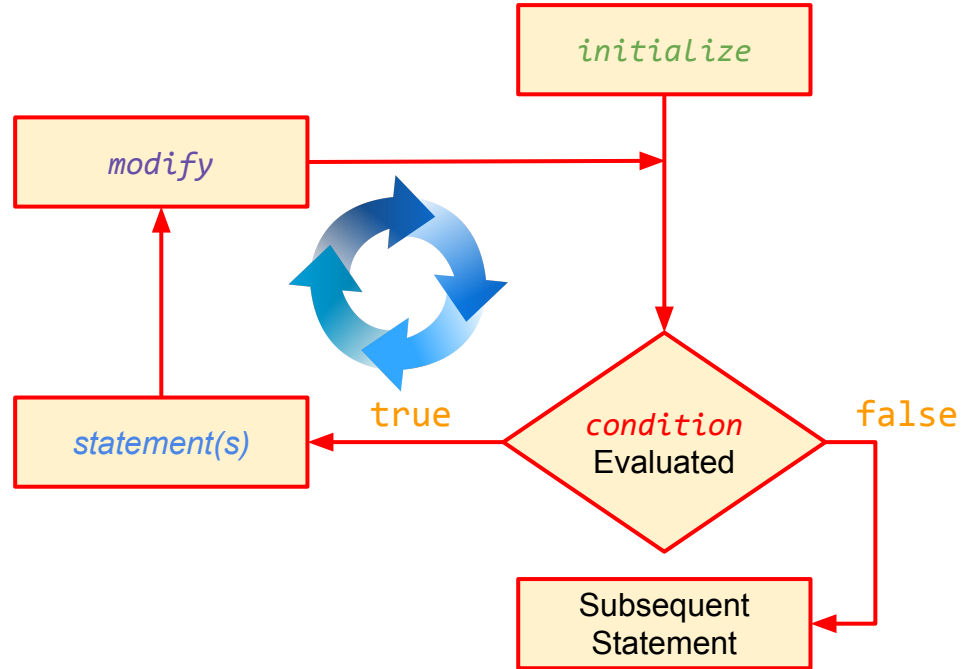 initialize
modify
true
false
statement(s)
condition
Evaluated
Subsequent
Statement